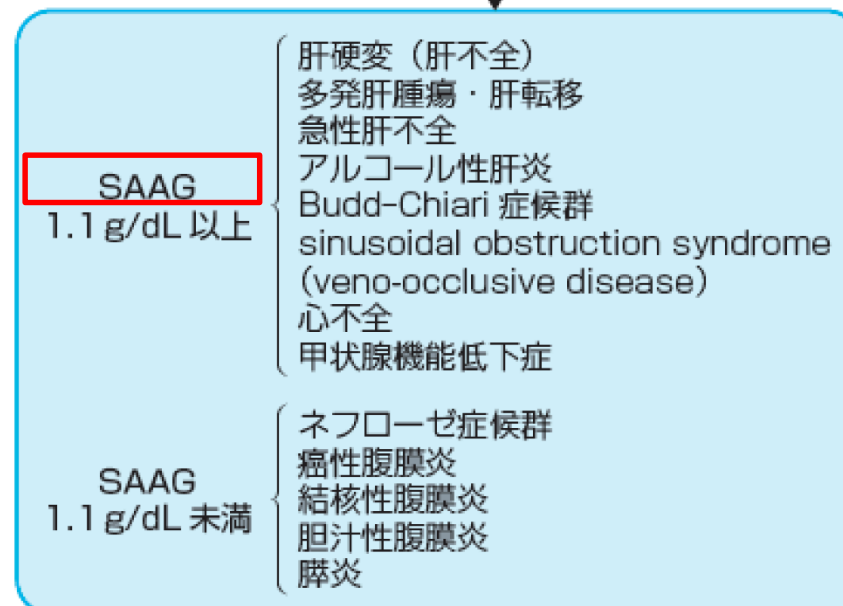 SAAG
1.1 g/dL 以上
肝硬変（肝不全）
多発肝腫瘍・肝転移
急性肝不全
アルコール性肝炎
Budd-Chiari 症候群
sinusoidal obstruction syndrome
（veno-occlusive disease）
心不全
甲状腺機能低下症
SAAG
1.1 g/dL 未満
ネフローゼ症候群
癌性腹膜炎
結核性腹膜炎
胆汁性腹膜炎
膵炎